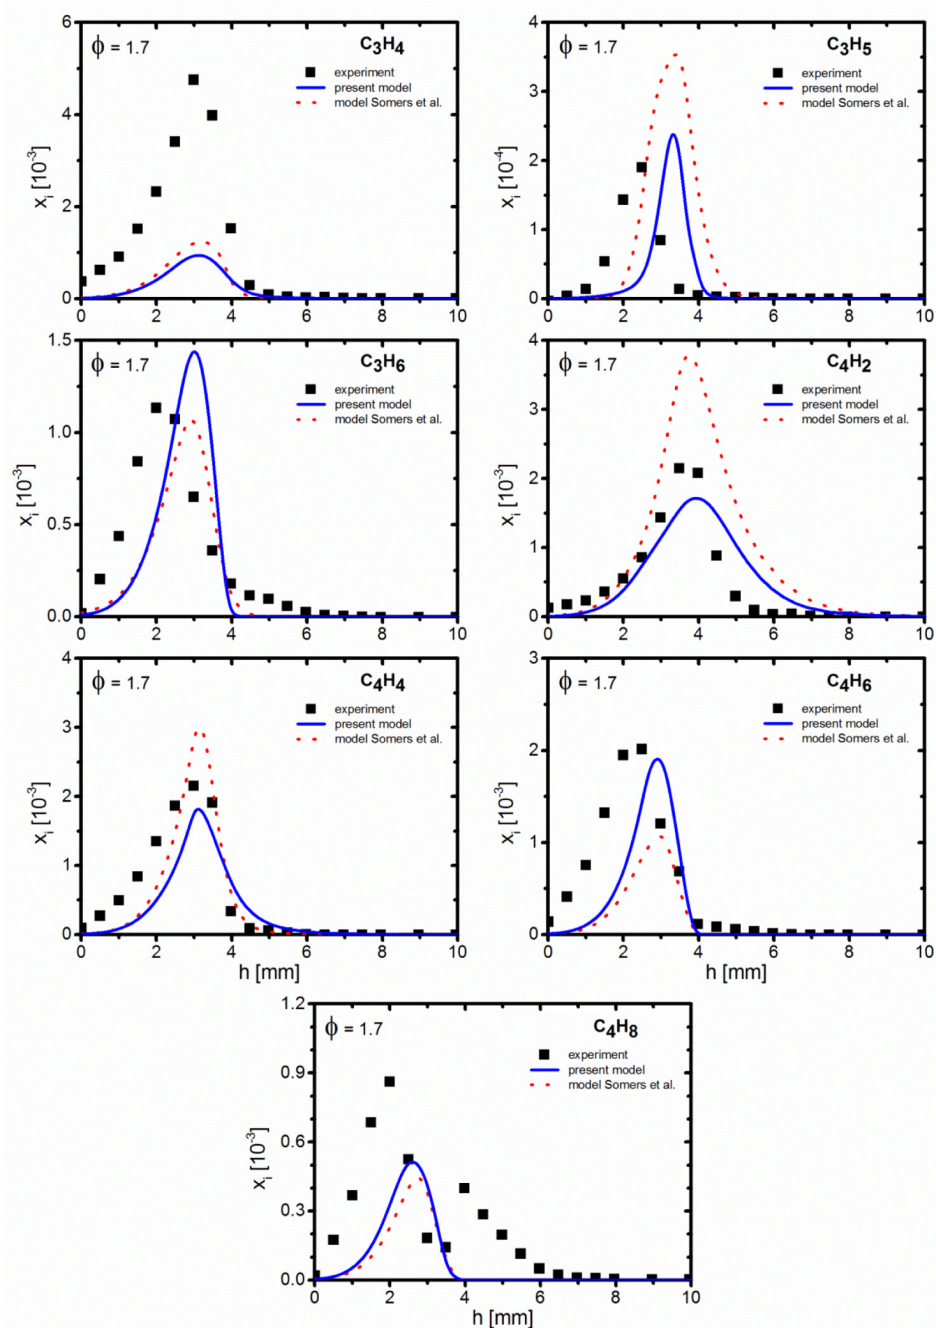 ϕ = 1.7
C₃H₄
experiment
present model
model Somers et al.
xᵢ [10⁻³]
6
4
2
0
0 2 4 6 8 10
ϕ = 1.7
C₃H₅
experiment
present model
model Somers et al.
xᵢ [10⁻⁴]
4
3
2
1
0
0 2 4 6 8 10
ϕ = 1.7
C₃H₆
experiment
present model
model Somers et al.
xᵢ [10⁻³]
1.5
1.0
0.5
0.0
0 2 4 6 8 10
ϕ = 1.7
C₄H₂
experiment
present model
model Somers et al.
xᵢ [10⁻³]
4
3
2
1
0
0 2 4 6 8 10
ϕ = 1.7
C₄H₄
experiment
present model
model Somers et al.
xᵢ [10⁻³]
4
3
2
1
0
0 2 4 6 8 10
h [mm]
ϕ = 1.7
C₄H₆
experiment
present model
model Somers et al.
xᵢ [10⁻³]
3
2
1
0
0 2 4 6 8 10
h [mm]
ϕ = 1.7
C₄H₈
experiment
present model
model Somers et al.
xᵢ [10⁻³]
1.2
0.9
0.6
0.3
0.0
0 2 4 6 8 10
h [mm]